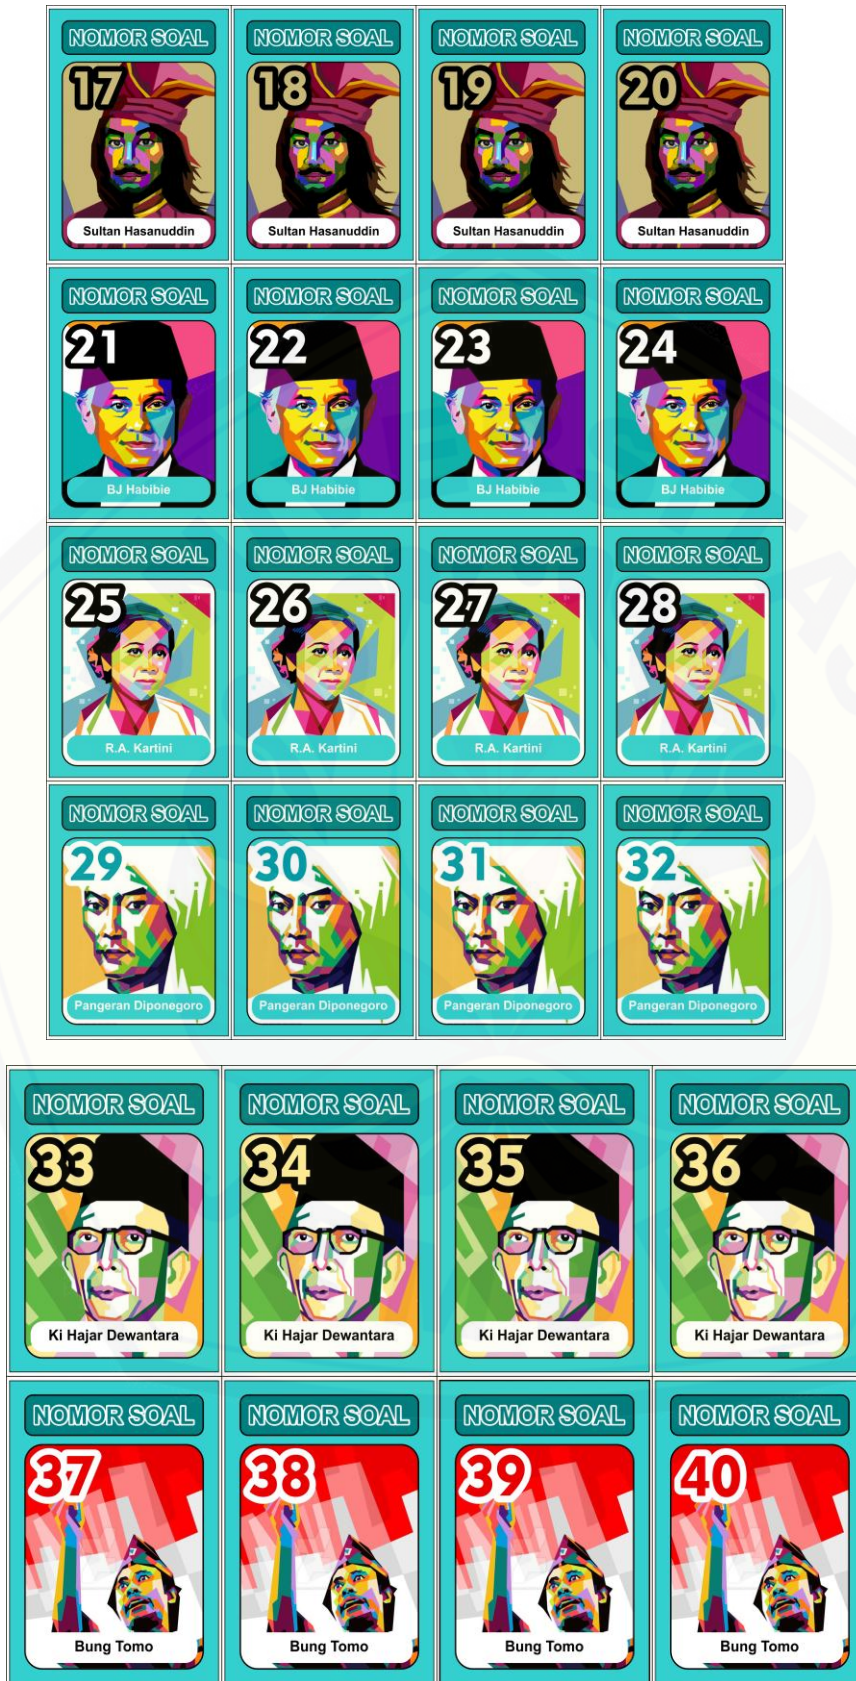 NOMOR SOAL NOMOR SOAL NOMOR SOAL NOMOR SOAL
17 18 19 20
Sultan Hasanuddin Sultan Hasanuddin Sultan Hasanuddin Sultan Hasanuddin
NOMOR SOAL NOMOR SOAL NOMOR SOAL NOMOR SOAL
21 22 23 24
BJ Habibie BJ Habibie BJ Habibie BJ Habibie
NOMOR SOAL NOMOR SOAL NOMOR SOAL NOMOR SOAL
25 26 27 28
R.A. Kartini R.A. Kartini R.A. Kartini R.A. Kartini
NOMOR SOAL NOMOR SOAL NOMOR SOAL NOMOR SOAL
29 30 31 32
Pangeran Diponegoro Pangeran Diponegoro Pangeran Diponegoro Pangeran Diponegoro
NOMOR SOAL NOMOR SOAL NOMOR SOAL NOMOR SOAL
33 34 35 36
Ki Hajar Dewantara Ki Hajar Dewantara Ki Hajar Dewantara Ki Hajar Dewantara
NOMOR SOAL NOMOR SOAL NOMOR SOAL NOMOR SOAL
37 38 39 40
Bung Tomo Bung Tomo Bung Tomo Bung Tomo